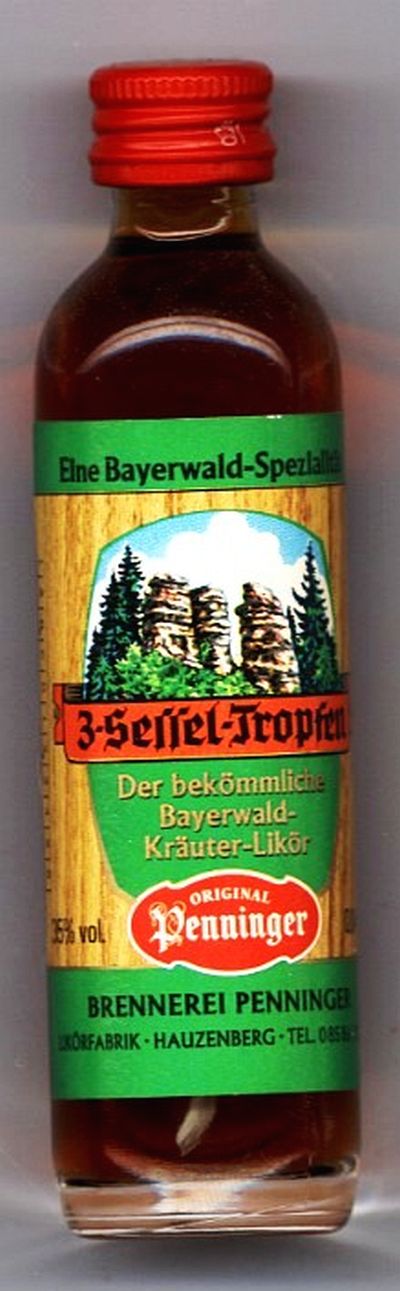 Eine Bayerwald-Spezialität
3-Sessel-Tropfen
Der bekömmliche
Bayerwald-
Kräuter-Likör
35% vol.
ORIGINAL
Penninger
BRENNEREI PENNINGER
LIKÖRFABRIK · HAUZENBERG · TEL.